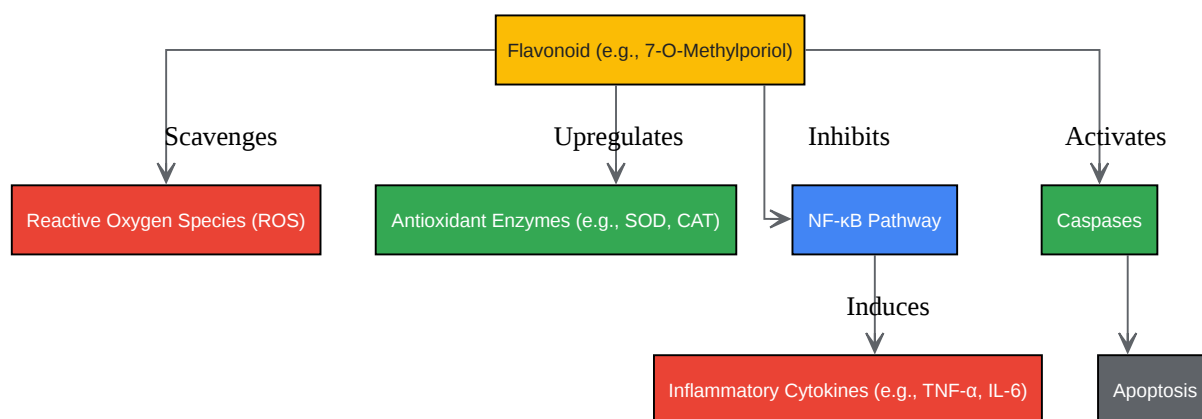 Flavonoid (e.g., 7-O-Methylporiol)
Scavenges
Upregulates
Inhibits
Activates
Reactive Oxygen Species (ROS)
Antioxidant Enzymes (e.g., SOD, CAT)
NF-κB Pathway
Caspases
Induces
Inflammatory Cytokines (e.g., TNF-α, IL-6)
Apoptosis